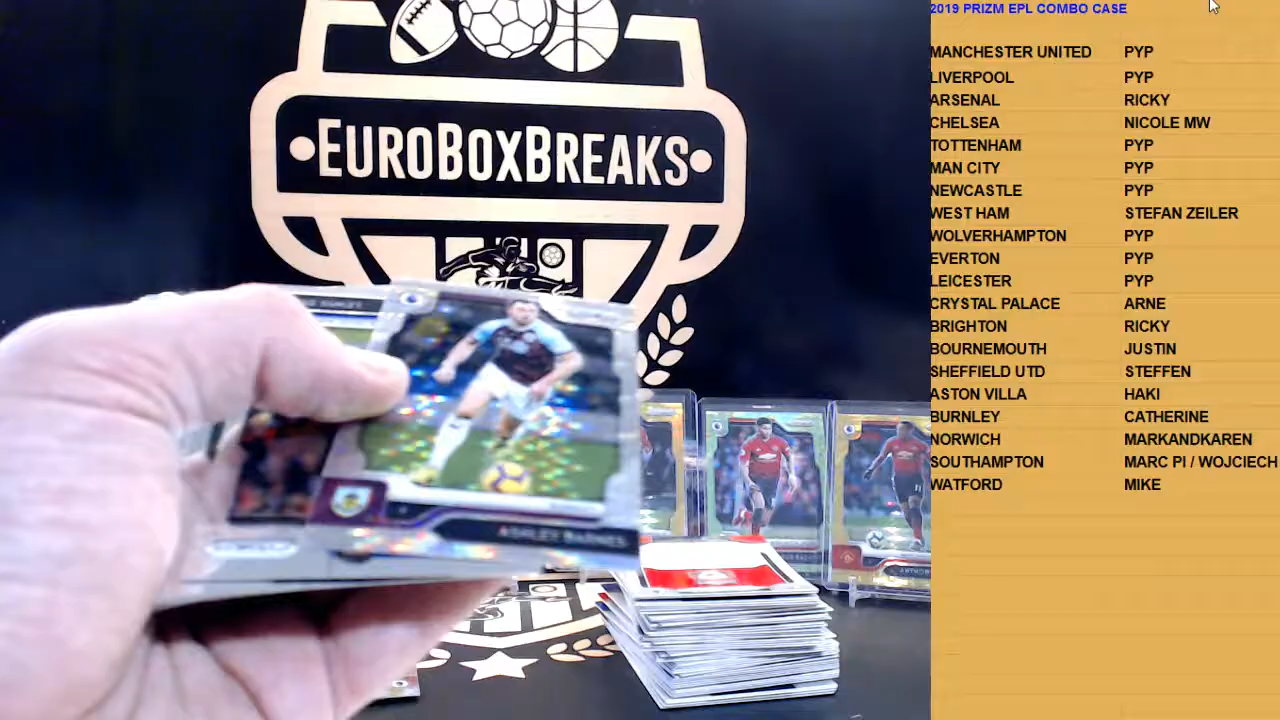 2019 PRIZM EPL COMBO CASE
MANCHESTER UNITED PYP
LIVERPOOL PYP
ARSENAL RICKY
CHELSEA NICOLE MW
TOTTENHAM PYP
MAN CITY PYP
NEWCASTLE PYP
WEST HAM STEFAN ZEILER
WOLVERHAMPTON PYP
EVERTON PYP
LEICESTER PYP
CRYSTAL PALACE ARNE
BRIGHTON RICKY
BOURNEMOUTH JUSTIN
SHEFFIELD UTD STEFFEN
ASTON VILLA HAKI
BURNLEY CATHERINE
NORWICH MARKANDKAREN
SOUTHAMPTON MARC PI / WOJCIECH
WATFORD MIKE
EUROBOXBREAKS
ASHLEY BARNES